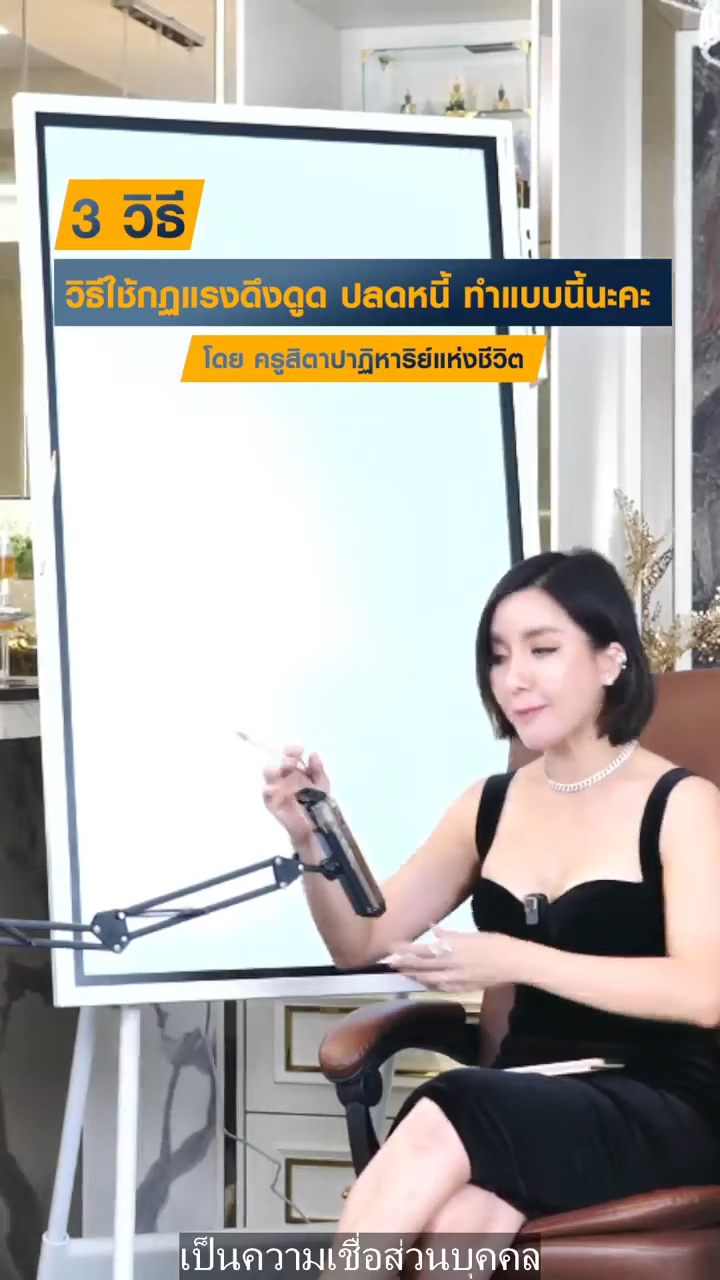 3 วิธี
วิธีใช้กฏแรงดึงดูด ปลดหนี้ ทำแบบนี้นะคะ
โดย ครูสิตาปาฏิหาริย์แห่งชีวิต
เป็นความเชื่อส่วนบุคคล